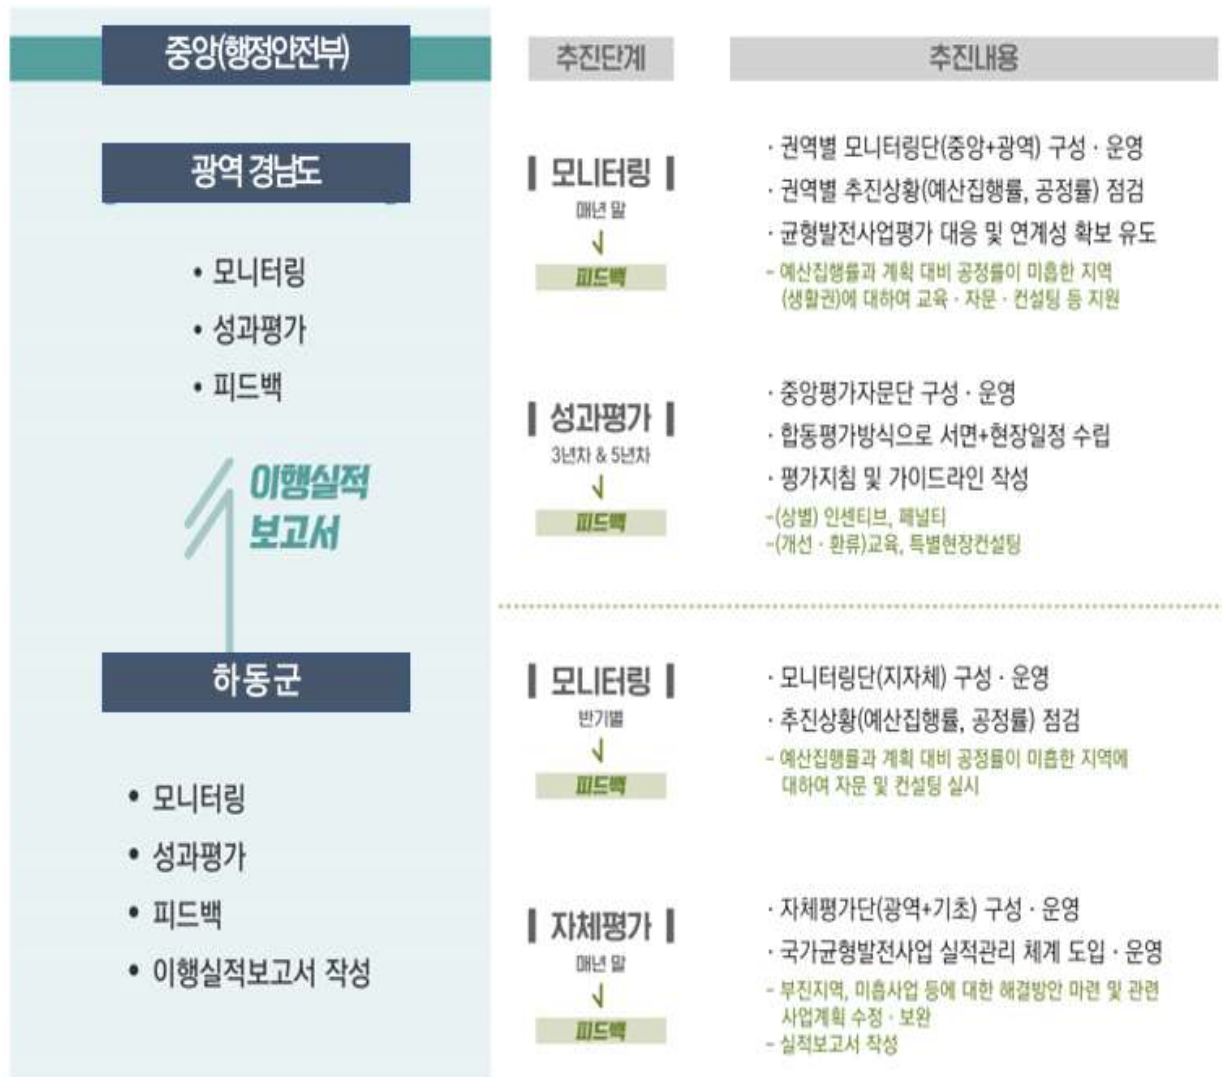 중앙(행정안전부)
광역 경남도
• 모니터링
• 성과평가
• 피드백
이행실적
보고서
하동군
• 모니터링
• 성과평가
• 피드백
• 이행실적보고서 작성
추진단계
추진내용
모니터링
매년 말
피드백
· 권역별 모니터링단(중앙+광역) 구성 · 운영
· 권역별 추진상황(예산집행률, 공정률) 점검
· 균형발전사업평가 대응 및 연계성 확보 유도
- 예산집행률과 계획 대비 공정률이 미흡한 지역
(생활권)에 대하여 교육 · 자문 · 컨설팅 등 지원
성과평가
3년차 & 5년차
피드백
· 중앙평가자문단 구성 · 운영
· 합동평가방식으로 서면+현장일정 수립
· 평가지침 및 가이드라인 작성
-(상벌) 인센티브, 페널티
-(개선 · 환류)교육, 특별현장컨설팅
모니터링
반기별
피드백
· 모니터링단(지자체) 구성 · 운영
· 추진상황(예산집행률, 공정률) 점검
- 예산집행률과 계획 대비 공정률이 미흡한 지역에
대하여 자문 및 컨설팅 실시
자체평가
매년 말
피드백
· 자체평가단(광역+기초) 구성 · 운영
· 국가균형발전사업 실적관리 체계 도입 · 운영
- 부진지역, 미흡사업 등에 대한 해결방안 마련 및 관련
사업계획 수정 · 보완
- 실적보고서 작성